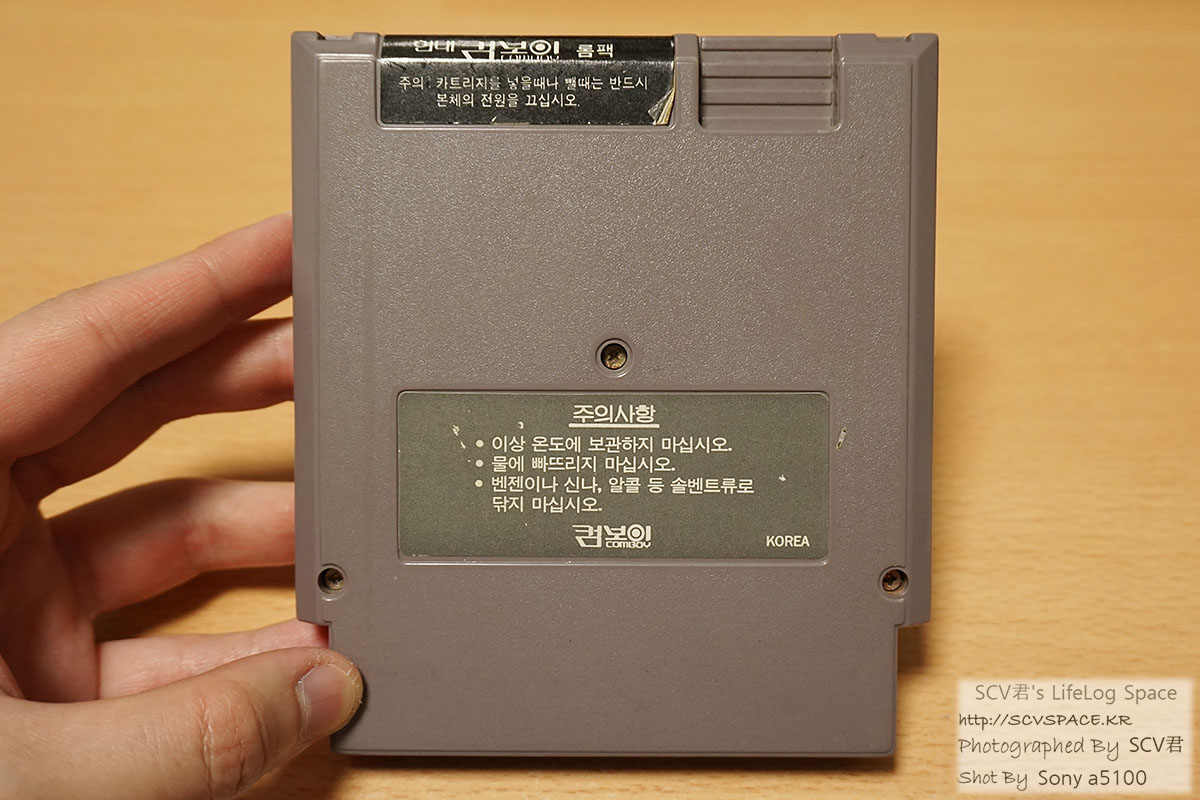 현대 컴보이 롬팩
COMBOY
주의 카트리지를 넣을때나 뺄때는 반드시
본체의 전원을 끄십시오.
주의사항
• 이상 온도에 보관하지 마십시오.
• 물에 빠뜨리지 마십시오.
• 벤젠이나 신나, 알콜 등 솔벤트류로
닦지 마십시오.
컴보이
COMBOY
KOREA
SCV君's LifeLog Space
http://SCVSPACE.KR
Photographed By SCV君
Shot By Sony a5100